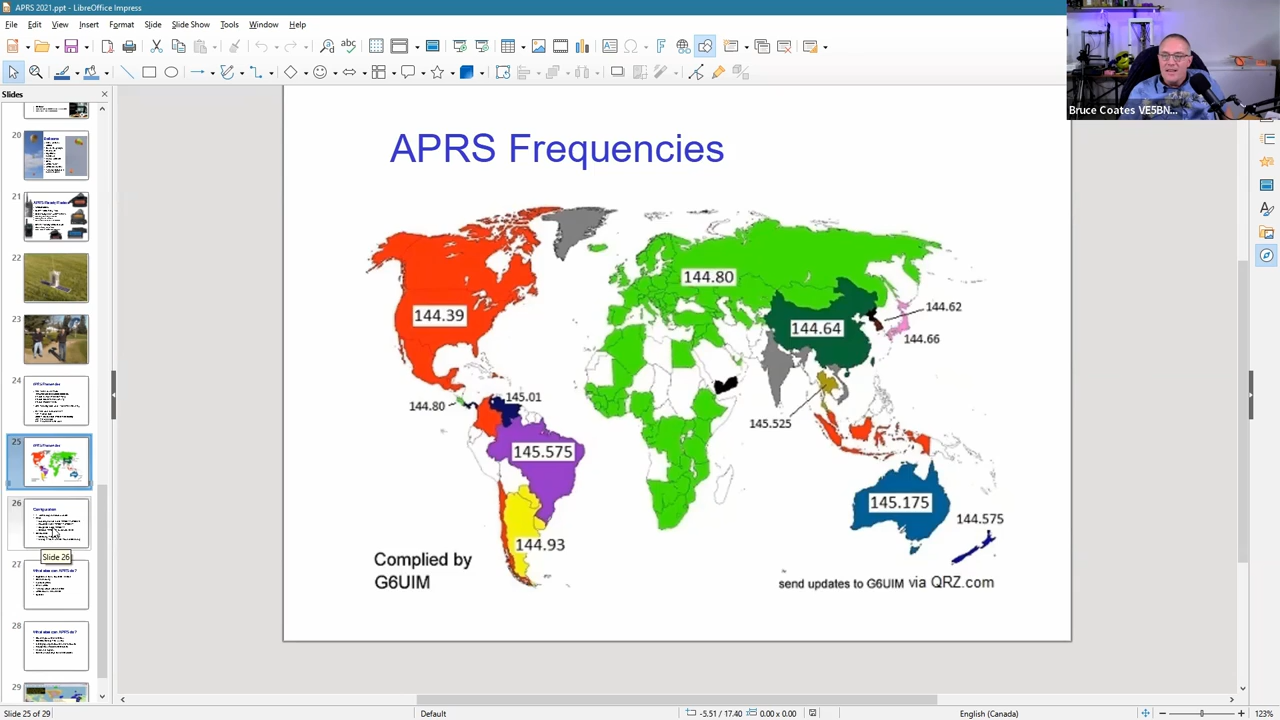 APRS 2021.ppt - LibreOffice Impress
File Edit View Insert Format Slide Slide Show Tools Window Help
Bruce Coates VE5BN...
Slides
20
21
22
23
24
25
26
Slide 26
27
28
29
APRS Frequencies
144.39
144.80
144.64
144.62
144.66
144.80
145.01
145.525
145.575
145.175
144.575
144.93
Complied by
G6UIM
send updates to G6UIM via QRZ.com
Slide 25 of 29
Default
-5.51 / 17.40
0.00 x 0.00
English (Canada)
123%